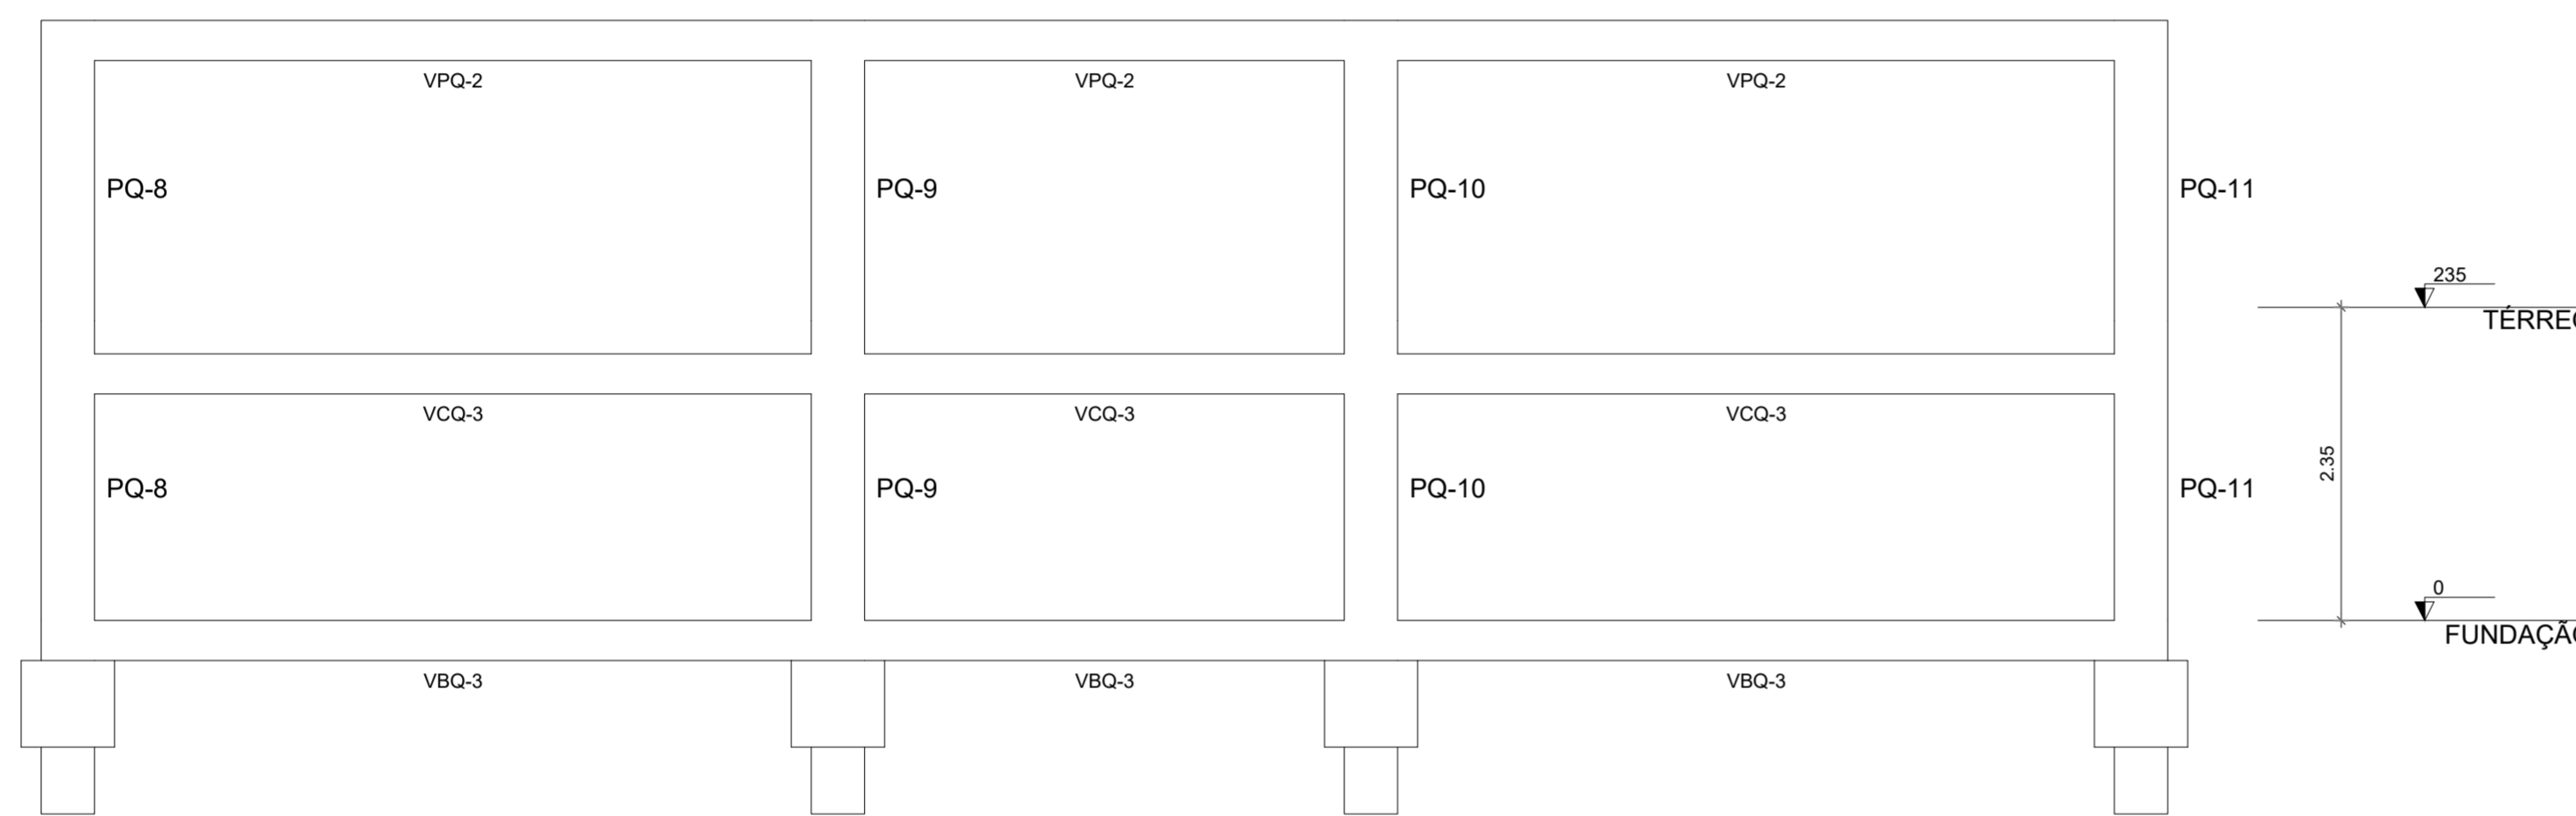 VPQ-2 VPQ-2 VPQ-2
PQ-8 PQ-9 PQ-10 PQ-11
235
TÉRREO
VCQ-3 VCQ-3 VCQ-3
2.35
PQ-8 PQ-9 PQ-10 PQ-11
0
FUNDAÇÃO
VBQ-3 VBQ-3 VBQ-3